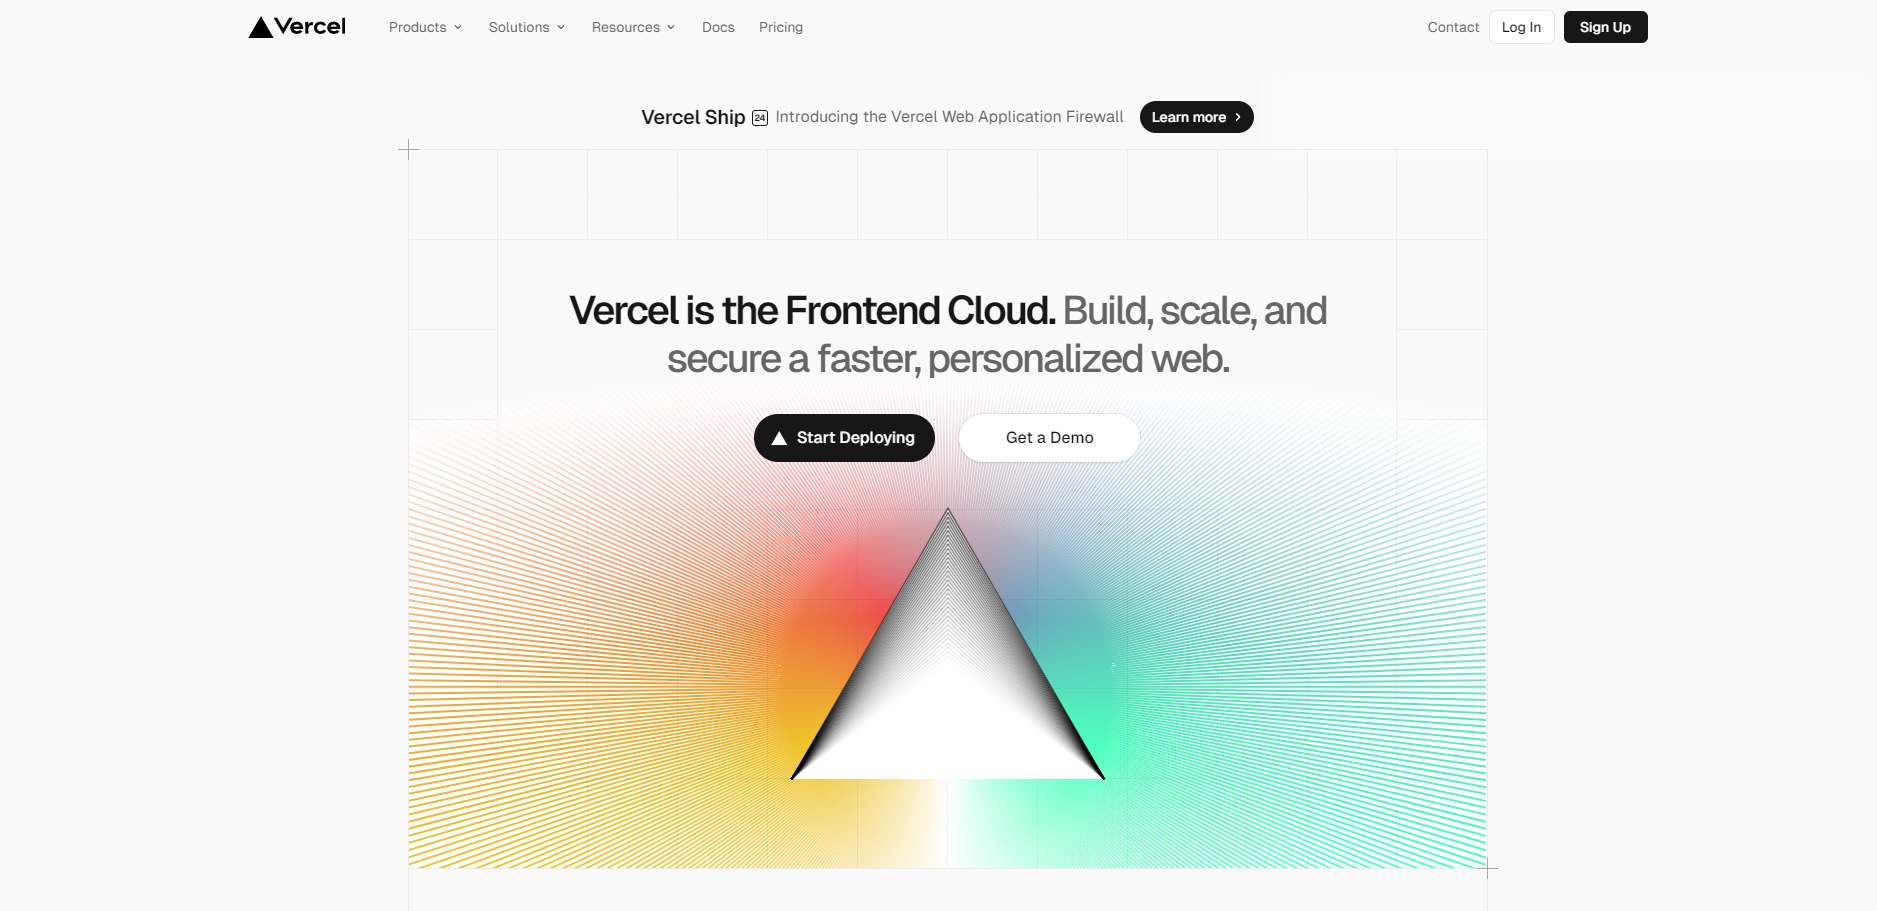 Vercel
Products
Solutions
Resources
Docs
Pricing
Contact
Log In
Sign Up
Vercel Ship 24 Introducing the Vercel Web Application Firewall
Learn more
Vercel is the Frontend Cloud. Build, scale, and
secure a faster, personalized web.
Start Deploying
Get a Demo